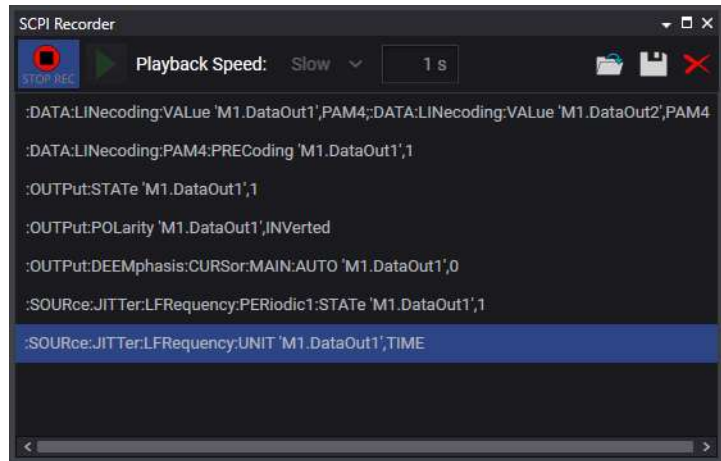 SCPI Recorder
STOP REC
Playback Speed: Slow 1 s
:DATA:LINecoding:VALue 'M1.DataOut1',PAM4;:DATA:LINecoding:VALue 'M1.DataOut2',PAM4
:DATA:LINecoding:PAM4:PRECoding 'M1.DataOut1',1
:OUTPut:STATe 'M1.DataOut1',1
:OUTPut:POLarity 'M1.DataOut1',INVerted
:OUTPut:DEEMphasis:CURSor:MAIN:AUTO 'M1.DataOut1',0
:SOURce:JITTer:LFRequency:PERiodic1:STATe 'M1.DataOut1',1
:SOURce:JITTer:LFRequency:UNIT 'M1.DataOut1',TIME